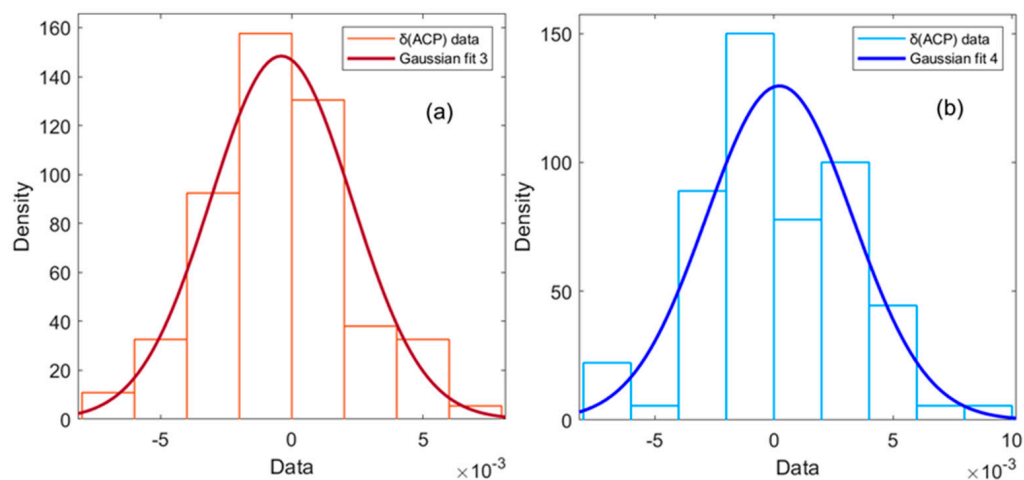 160
140
120
100
80
60
40
20
0
Density
δ(ACP) data
Gaussian fit 3
(a)
-5
0
5
Data
×10-3
150
100
50
0
Density
δ(ACP) data
Gaussian fit 4
(b)
-5
0
5
10
Data
×10-3